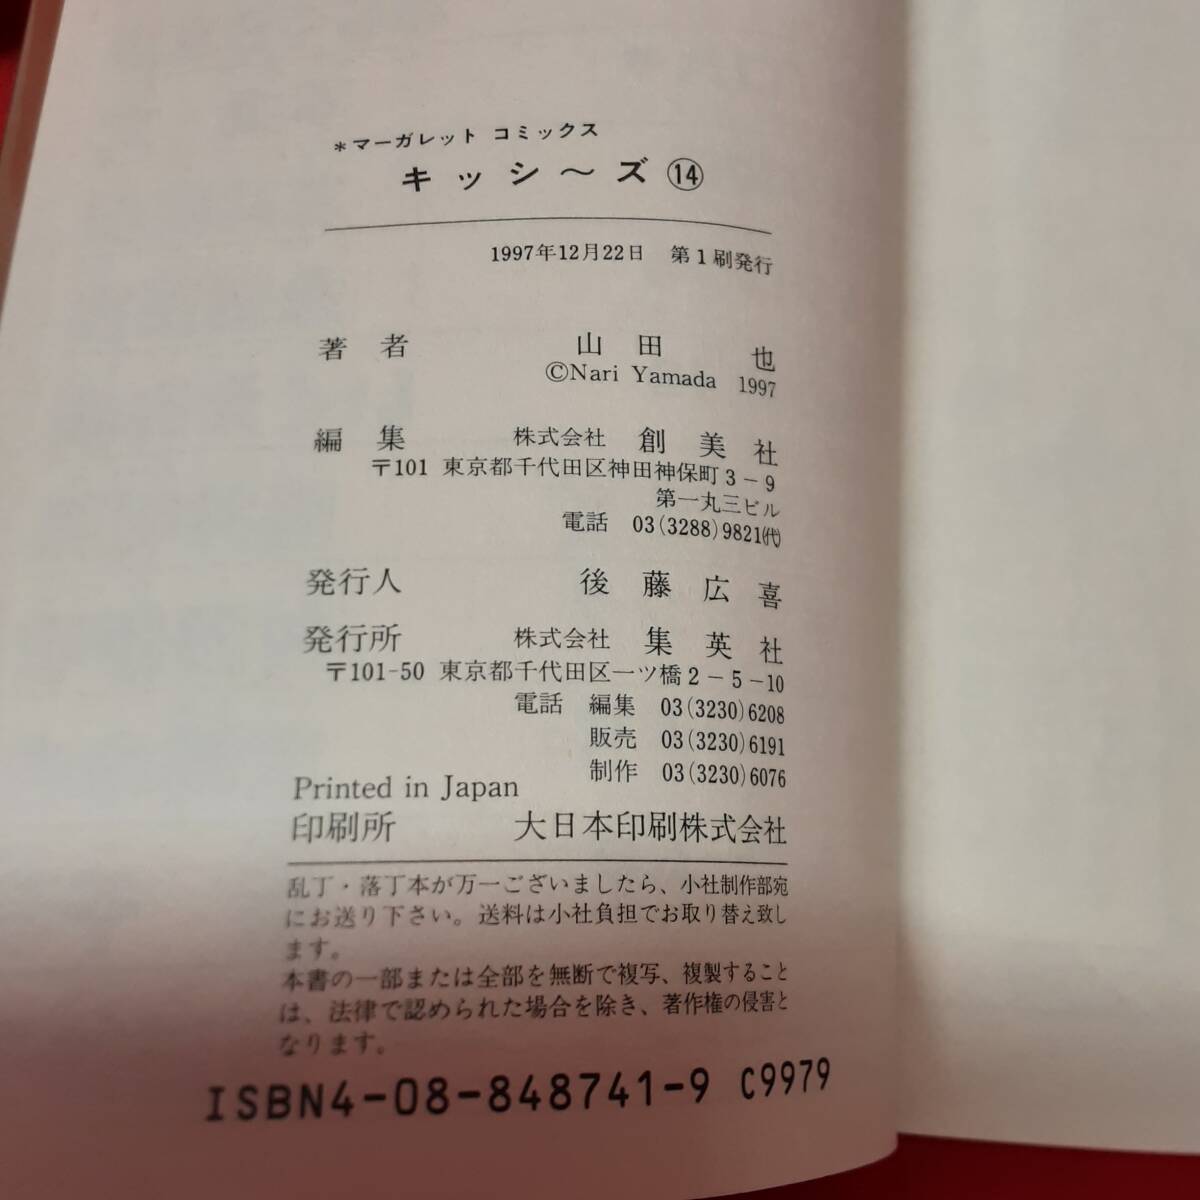 *マーガレット コミックス
キッシ〜ズ⑭
1997年12月22日 第1刷発行
著者 山田 也
©Nari Yamada 1997
編集 株式会社 創美社
〒101 東京都千代田区神田神保町3-9
第一丸三ビル
電話 03(3288)9821㈹
発行人 後藤広喜
発行所 株式会社 集英社
〒101-50 東京都千代田区一ツ橋2-5-10
電話 編集 03(3230)6208
販売 03(3230)6191
制作 03(3230)6076
Printed in Japan
印刷所 大日本印刷株式会社
乱丁・落丁本が万一ございましたら、小社制作部宛
にお送り下さい。送料は小社負担でお取り替え致し
ます。
本書の一部または全部を無断で複写、複製すること
は、法律で認められた場合を除き、著作権の侵害と
なります。
ISBN4-08-848741-9 C9979